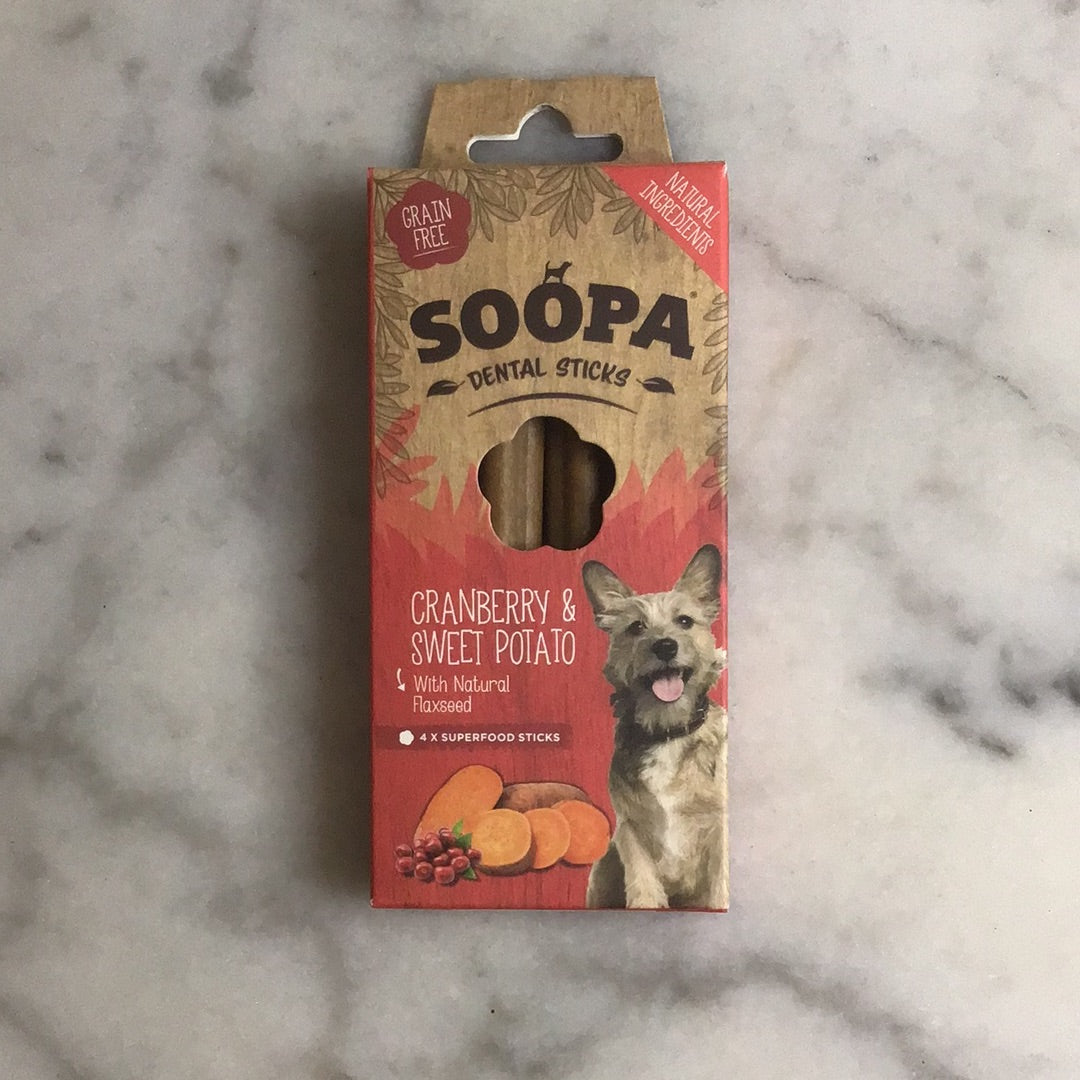 GRAIN
FREE
NATURAL
INGREDIENTS
SOOPA
DENTAL STICKS
CRANBERRY &
SWEET POTATO
With Natural
Flaxseed
4 X SUPERFOOD STICKS